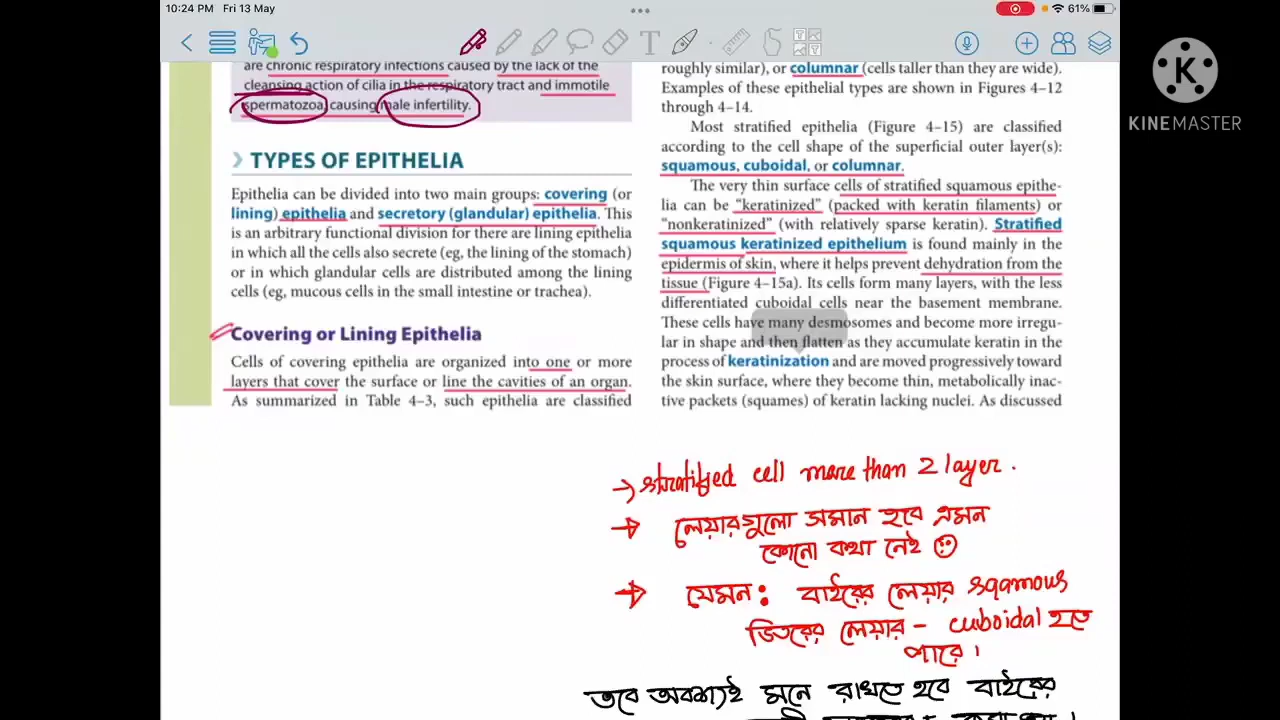 10:24 PM Fri 13 May
61%
KINEMASTER
are chronic respiratory infections caused by the lack of the
cleansing action of cilia in the respiratory tract and immotile
spermatozoa, causing male infertility.
TYPES OF EPITHELIA
Epithelia can be divided into two main groups: covering (or
lining) epithelia and secretory (glandular) epithelia. This
is an arbitrary functional division for there are lining epithelia
in which all the cells also secrete (eg, the lining of the stomach)
or in which glandular cells are distributed among the lining
cells (eg, mucous cells in the small intestine or trachea).
Covering or Lining Epithelia
Cells of covering epithelia are organized into one or more
layers that cover the surface or line the cavities of an organ.
As summarized in Table 4–3, such epithelia are classified
roughly similar), or columnar (cells taller than they are wide).
Examples of these epithelial types are shown in Figures 4–12
through 4–14.
Most stratified epithelia (Figure 4–15) are classified
according to the cell shape of the superficial outer layer(s):
squamous, cuboidal, or columnar.
The very thin surface cells of stratified squamous epithe-
lia can be "keratinized" (packed with keratin filaments) or
"nonkeratinized" (with relatively sparse keratin). Stratified
squamous keratinized epithelium is found mainly in the
epidermis of skin, where it helps prevent dehydration from the
tissue (Figure 4–15a). Its cells form many layers, with the less
differentiated cuboidal cells near the basement membrane.
These cells have many desmosomes and become more irregu-
lar in shape and then flatten as they accumulate keratin in the
process of keratinization and are moved progressively toward
the skin surface, where they become thin, metabolically inac-
tive packets (squames) of keratin lacking nuclei. As discussed
→ stratified cell more than 2 layer.
→ লেয়ারগুলো সমান হবে এমন
কোনো কথা নেই
→ যেমন: বাইরের লেয়ার sqamous
ভিতরের লেয়ার - cuboidal হতে
পারে।
তবে অবশ্যই মনে রাখতে হবে বাইরের